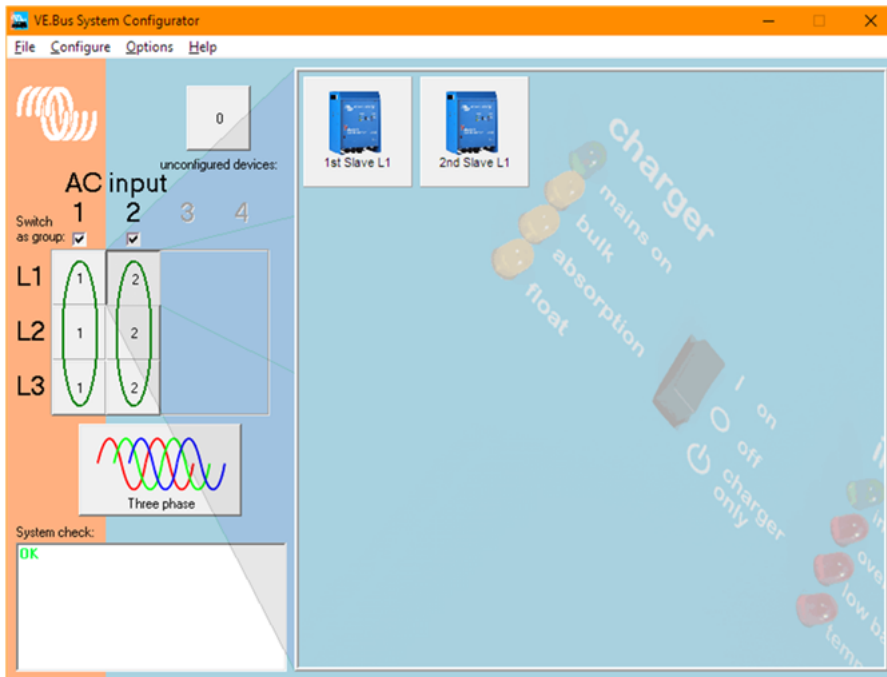 VE.Bus System Configurator
File Configure Options Help
0
unconfigured devices:
AC input
Switch
as group:
1 2 3 4
L1 1 2
L2 1 2
L3 1 2
Three phase
System check:
OK
1st Slave L1
2nd Slave L1
charger
mains on
bulk
absorption
float
on
off
charger
only
low